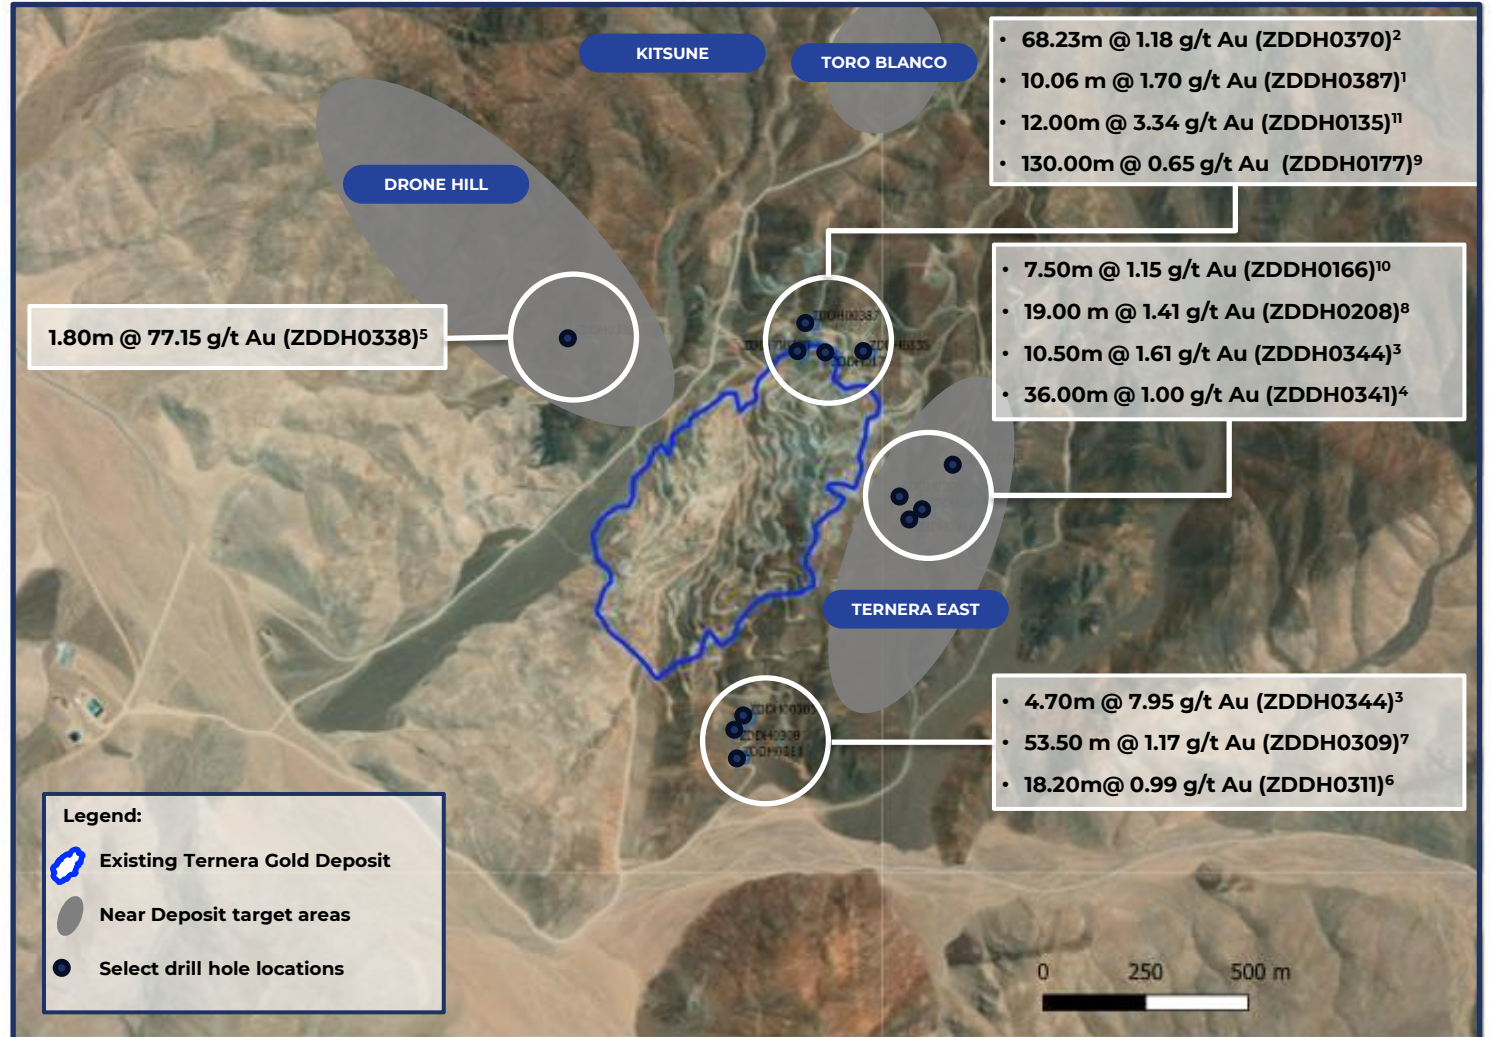 KITSUNE
TORO BLANCO
DRONE HILL
• 68.23m @ 1.18 g/t Au (ZDDH0370)²
• 10.06 m @ 1.70 g/t Au (ZDDH0387)¹
• 12.00m @ 3.34 g/t Au (ZDDH0135)¹¹
• 130.00m @ 0.65 g/t Au (ZDDH0177)⁹
• 7.50m @ 1.15 g/t Au (ZDDH0166)¹⁰
• 19.00 m @ 1.41 g/t Au (ZDDH0208)⁸
• 10.50m @ 1.61 g/t Au (ZDDH0344)³
• 36.00m @ 1.00 g/t Au (ZDDH0341)⁴
1.80m @ 77.15 g/t Au (ZDDH0338)⁵
TERNERA EAST
• 4.70m @ 7.95 g/t Au (ZDDH0344)³
• 53.50 m @ 1.17 g/t Au (ZDDH0309)⁷
• 18.20m@ 0.99 g/t Au (ZDDH0311)⁶
ZDDH0309
ZDDH0311
Legend:
Existing Ternera Gold Deposit
Near Deposit target areas
Select drill hole locations
0 250 500 m